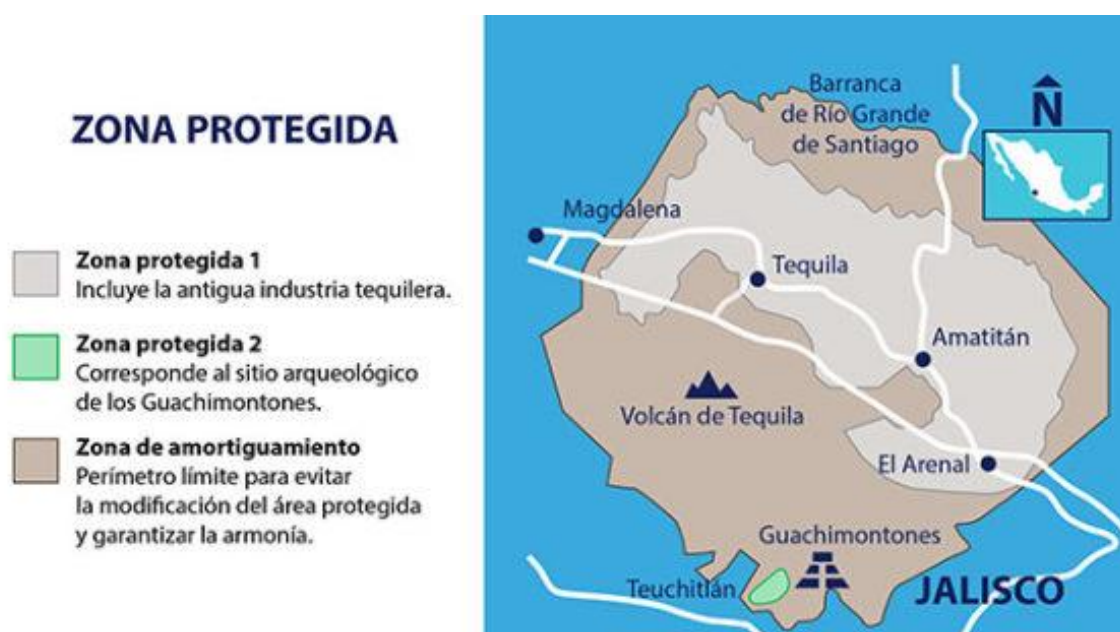 ZONA PROTEGIDA
Zona protegida 1
Incluye la antigua industria tequilera.
Zona protegida 2
Corresponde al sitio arqueológico
de los Guachimontones.
Zona de amortiguamiento
Perímetro límite para evitar
la modificación del área protegida
y garantizar la armonía.
Barranca
de Río Grande
de Santiago
N
Magdalena
Tequila
Amatitán
Volcán de Tequila
El Arenal
Guachimontones
Teuchitlán
JALISCO